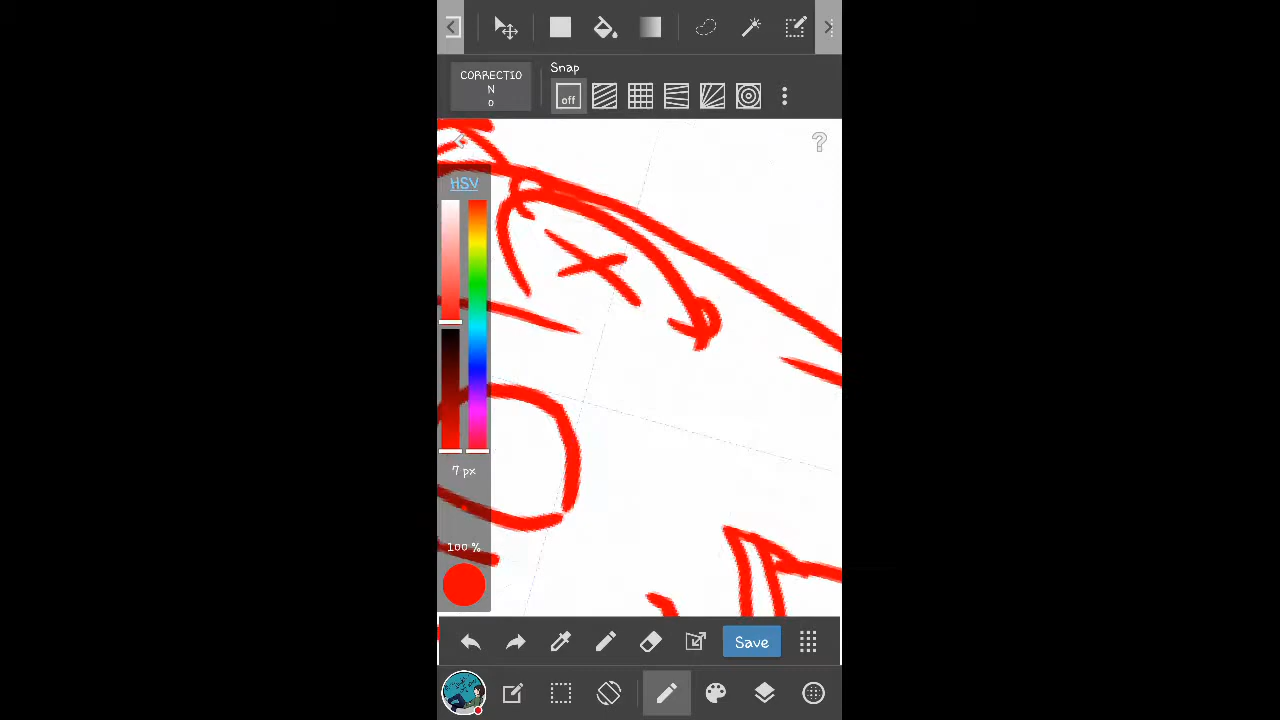 Snap
CORRECTIO
N
0
off
?
HSV
7 px
100 %
Save